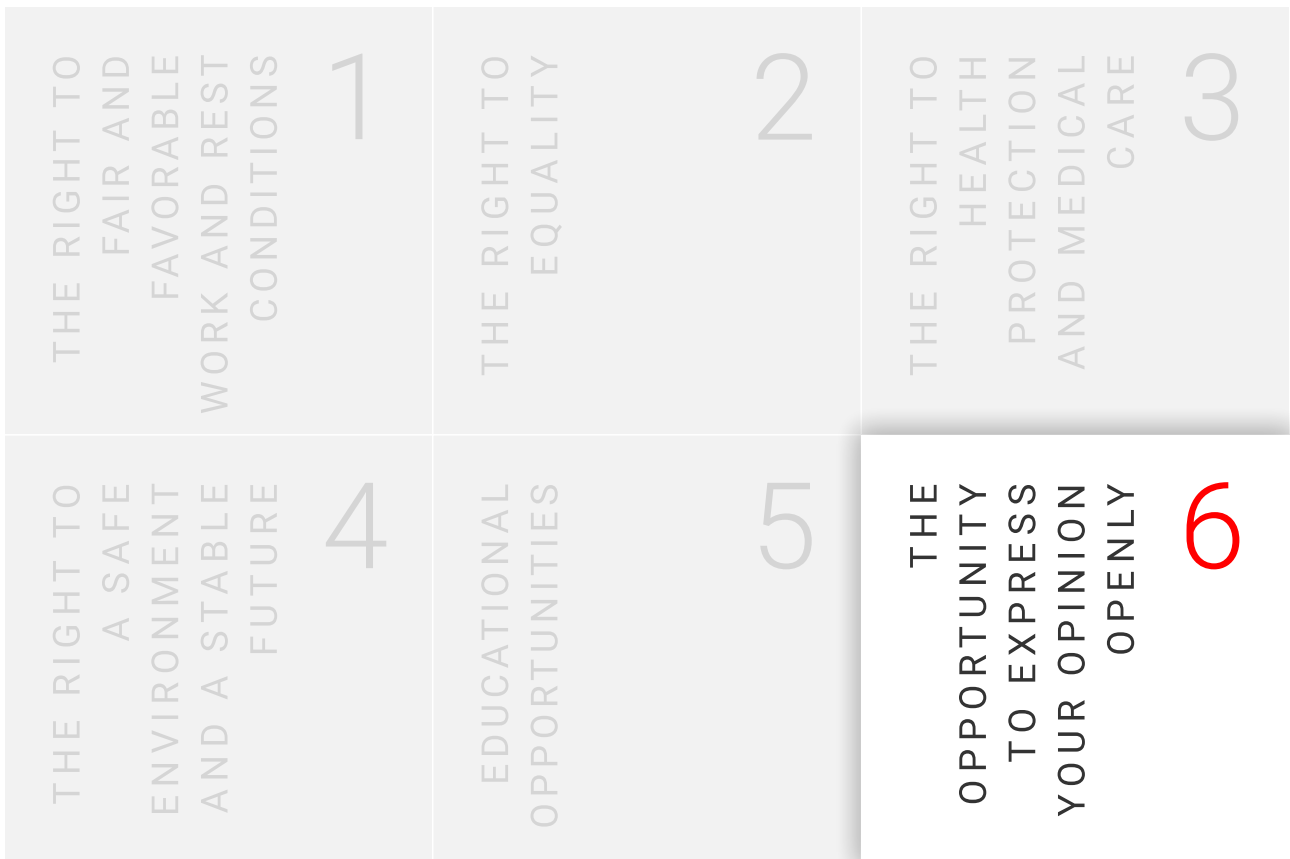 1
THE RIGHT TO
FAIR AND
FAVORABLE
WORK AND REST
CONDITIONS
2
THE RIGHT TO
EQUALITY
3
THE RIGHT TO
HEALTH
PROTECTION
AND MEDICAL
CARE
4
THE RIGHT TO
A SAFE
ENVIRONMENT
AND A STABLE
FUTURE
5
EDUCATIONAL
OPPORTUNITIES
6
THE
OPPORTUNITY
TO EXPRESS
YOUR OPINION
OPENLY